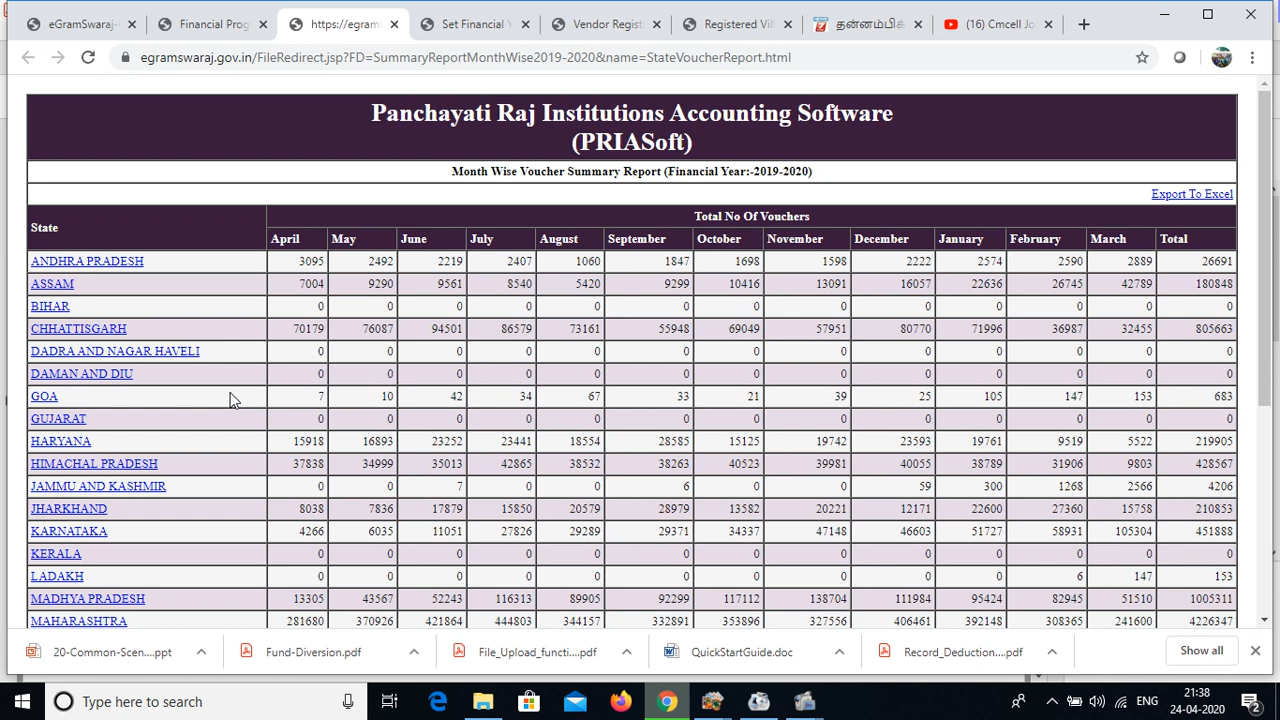 eGramSwaraj-
Financial Prog
https://egram
Set Financial Y
Vendor Regist
Registered Vill
தன்னம்பிக்
(16) Cmcell Jo
egramswaraj.gov.in/FileRedirect.jsp?FD=SummaryReportMonthWise2019-2020&name=StateVoucherReport.html
Panchayati Raj Institutions Accounting Software
(PRIASoft)
Month Wise Voucher Summary Report (Financial Year:-2019-2020)
Export To Excel
State Total No Of Vouchers
April May June July August September October November December January February March Total
ANDHRA PRADESH 3095 2492 2219 2407 1060 1847 1698 1598 2222 2574 2590 2889 26691
ASSAM 7004 9290 9561 8540 5420 9299 10416 13091 16057 22636 26745 42789 180848
BIHAR 0 0 0 0 0 0 0 0 0 0 0 0 0
CHHATTISGARH 70179 76087 94501 86579 73161 55948 69049 57951 80770 71996 36987 32455 805663
DADRA AND NAGAR HAVELI 0 0 0 0 0 0 0 0 0 0 0 0 0
DAMAN AND DIU 0 0 0 0 0 0 0 0 0 0 0 0 0
GOA 7 10 42 34 67 33 21 39 25 105 147 153 683
GUJARAT 0 0 0 0 0 0 0 0 0 0 0 0 0
HARYANA 15918 16893 23252 23441 18554 28585 15125 19742 23593 19761 9519 5522 219905
HIMACHAL PRADESH 37838 34999 35013 42865 38532 38263 40523 39981 40055 38789 31906 9803 428567
JAMMU AND KASHMIR 0 0 7 0 0 6 0 0 59 300 1268 2566 4206
JHARKHAND 8038 7836 17879 15850 20579 28979 13582 20221 12171 22600 27360 15758 210853
KARNATAKA 4266 6035 11051 27826 29289 29371 34337 47148 46603 51727 58931 105304 451888
KERALA 0 0 0 0 0 0 0 0 0 0 0 0 0
LADAKH 0 0 0 0 0 0 0 0 0 0 6 147 153
MADHYA PRADESH 13305 43567 52243 116313 89905 92299 117112 138704 111984 95424 82945 51510 1005311
MAHARASHTRA 281680 370926 421864 444803 344157 332891 353896 327556 406461 392148 308365 241600 4226347
20-Common-Scen....ppt
Fund-Diversion.pdf
File_Upload_functi....pdf
QuickStartGuide.doc
Record_Deduction....pdf
Show all
Type here to search
ENG
21:38
24-04-2020
2